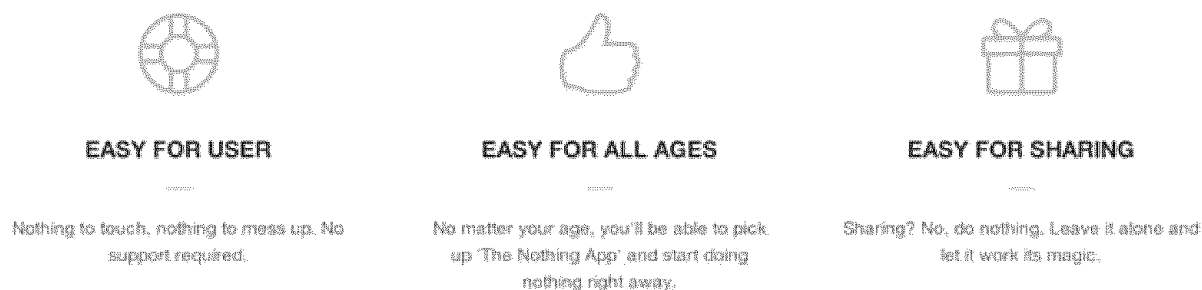 EASY FOR USER
Nothing to touch, nothing to mess up. No
support required.
EASY FOR ALL AGES
No matter your age, you'll be able to pick
up 'The Nothing App' and start doing
nothing right away.
EASY FOR SHARING
Sharing? No, do nothing. Leave it alone and
let it work its magic.